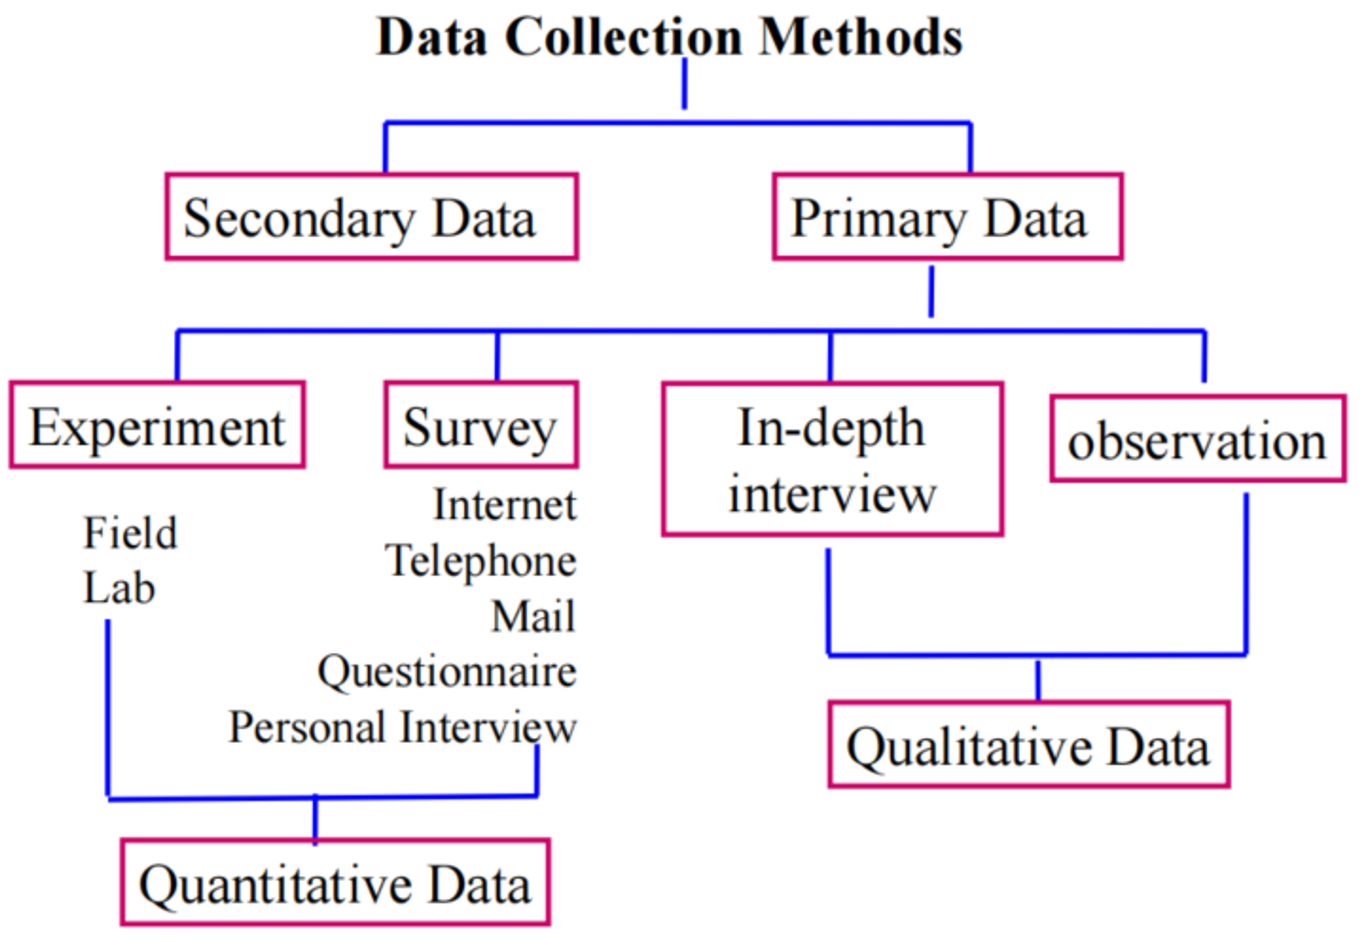 Data Collection Methods
Secondary Data
Primary Data
Experiment
Survey
In-depth
interview
observation
Field
Lab
Internet
Telephone
Mail
Questionnaire
Personal Interview
Qualitative Data
Quantitative Data